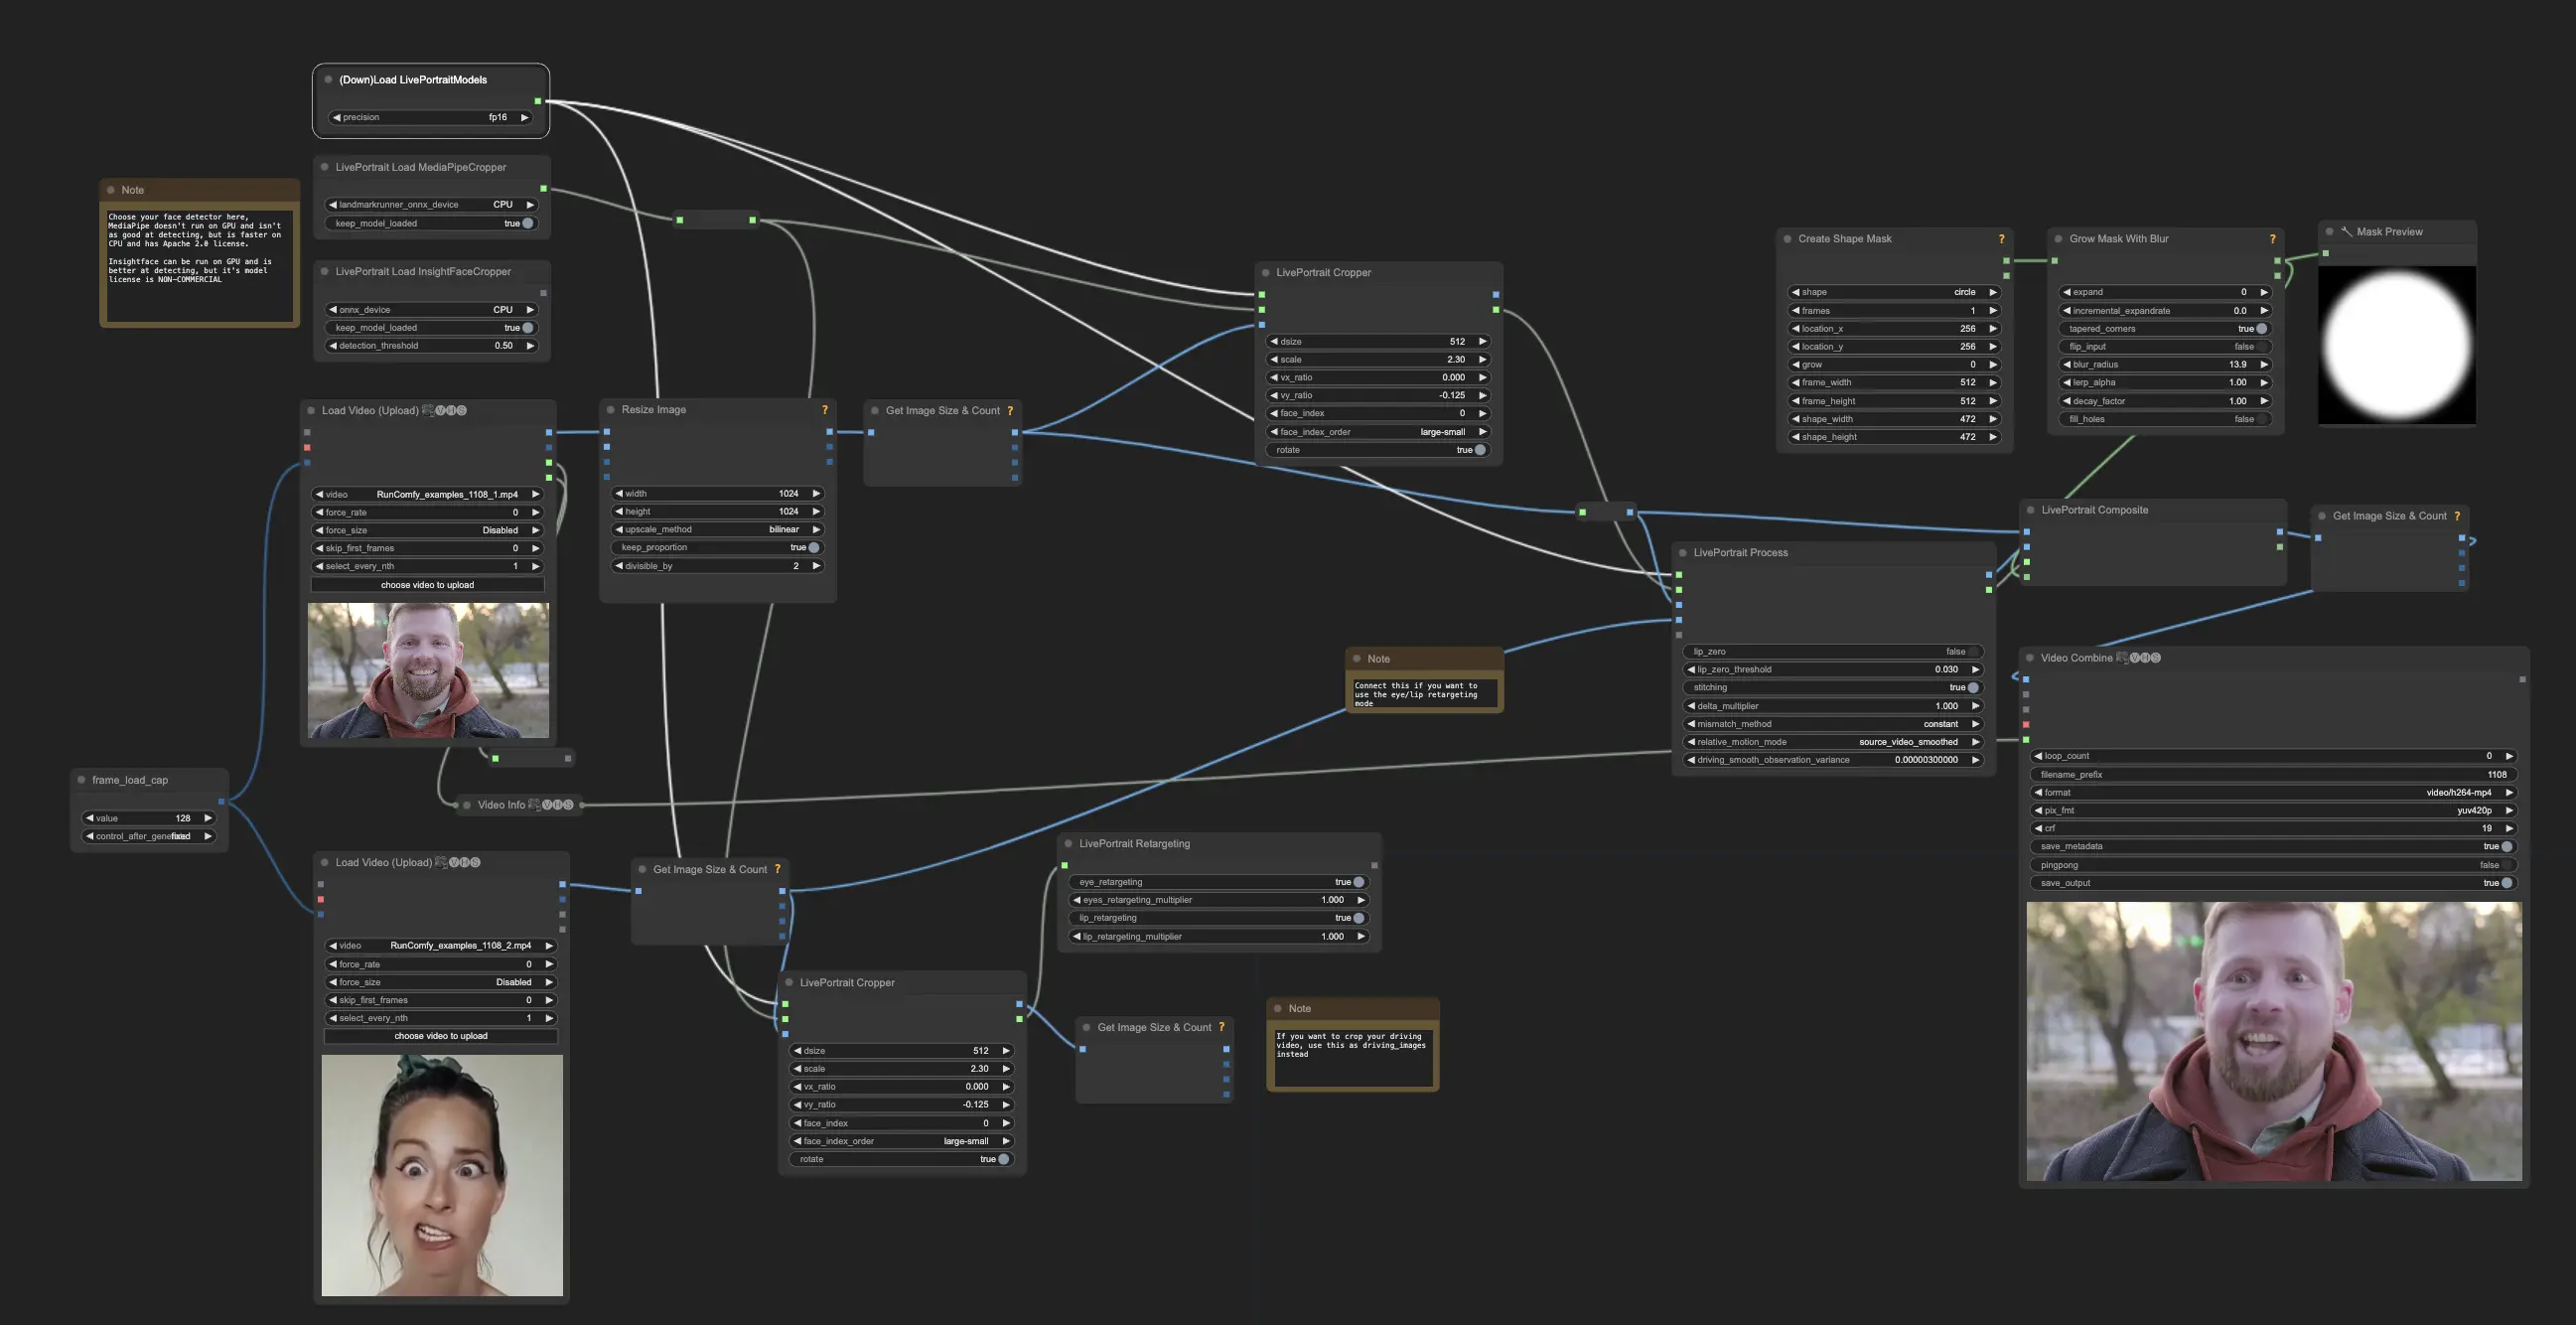 (Down)Load LivePortraitModels
precision fp16
LivePortrait Load MediaPipeCropper
landmarkrunner_onnx_device CPU
keep_model_loaded true
Note
Choose your face detector here,
MediaPipe doesn't run on GPU and isn't
as good at detecting, but is faster on
CPU and has Apache 2.0 license.
Insightface can be run on GPU and is
better at detecting, but it's model
license is NON-COMMERCIAL
LivePortrait Load InsightFaceCropper
onnx_device CPU
keep_model_loaded true
detection_threshold 0.50
Load Video (Upload) VHS
video RunComfy_examples_1108_1.mp4
force_rate 0
force_size Disabled
skip_first_frames 0
select_every_nth 1
choose video to upload
Resize Image ?
width 1024
height 1024
upscale_method bilinear
keep_proportion true
divisible_by 2
Get Image Size & Count ?
LivePortrait Cropper
dsize 512
scale 2.30
vx_ratio 0.000
vy_ratio -0.125
face_index 0
face_index_order large-small
rotate true
Create Shape Mask ?
shape circle
frames 1
location_x 256
location_y 256
grow 0
frame_width 512
frame_height 512
shape_width 472
shape_height 472
Grow Mask With Blur ?
expand 0
incremental_expandrate 0.0
tapered_corners true
flip_input false
blur_radius 13.9
lerp_alpha 1.00
decay_factor 1.00
fill_holes false
Mask Preview
LivePortrait Composite
Get Image Size & Count ?
LivePortrait Process
lip_zero false
lip_zero_threshold 0.030
stitching true
delta_multiplier 1.000
mismatch_method constant
relative_motion_mode source_video_smoothed
driving_smooth_observation_variance 0.00000300000
Note
Connect this if you want to
use the eye/lip retargeting
mode
Video Combine VHS
loop_count 0
filename_prefix 1108
format video/h264-mp4
pix_fmt yuv420p
crf 19
save_metadata true
pingpong false
save_output true
frame_load_cap
value 128
control_after_generate fixed
Video Info VHS
Load Video (Upload) VHS
video RunComfy_examples_1108_2.mp4
force_rate 0
force_size Disabled
skip_first_frames 0
select_every_nth 1
choose video to upload
Get Image Size & Count ?
LivePortrait Retargeting
eye_retargeting true
eyes_retargeting_multiplier 1.000
lip_retargeting true
lip_retargeting_multiplier 1.000
LivePortrait Cropper
dsize 512
scale 2.30
vx_ratio 0.000
vy_ratio -0.125
face_index 0
face_index_order large-small
rotate true
Get Image Size & Count ?
Note
If you want to crop your driving
video, use this as driving_images
instead